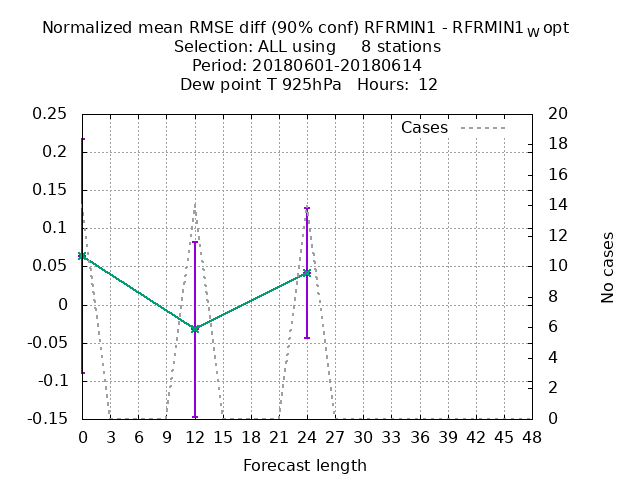 Normalized mean RMSE diff (90% conf) RFRMIN1 - RFRMIN1W opt
Selection: ALL using 8 stations
Period: 20180601-20180614
Dew point T 925hPa Hours: 12
Cases
0.25
0.2
0.15
0.1
0.05
0
-0.05
-0.1
-0.15
20
18
16
14
12
10
8
6
4
2
0
No cases
0 3 6 9 12 15 18 21 24 27 30 33 36 39 42 45 48
Forecast length